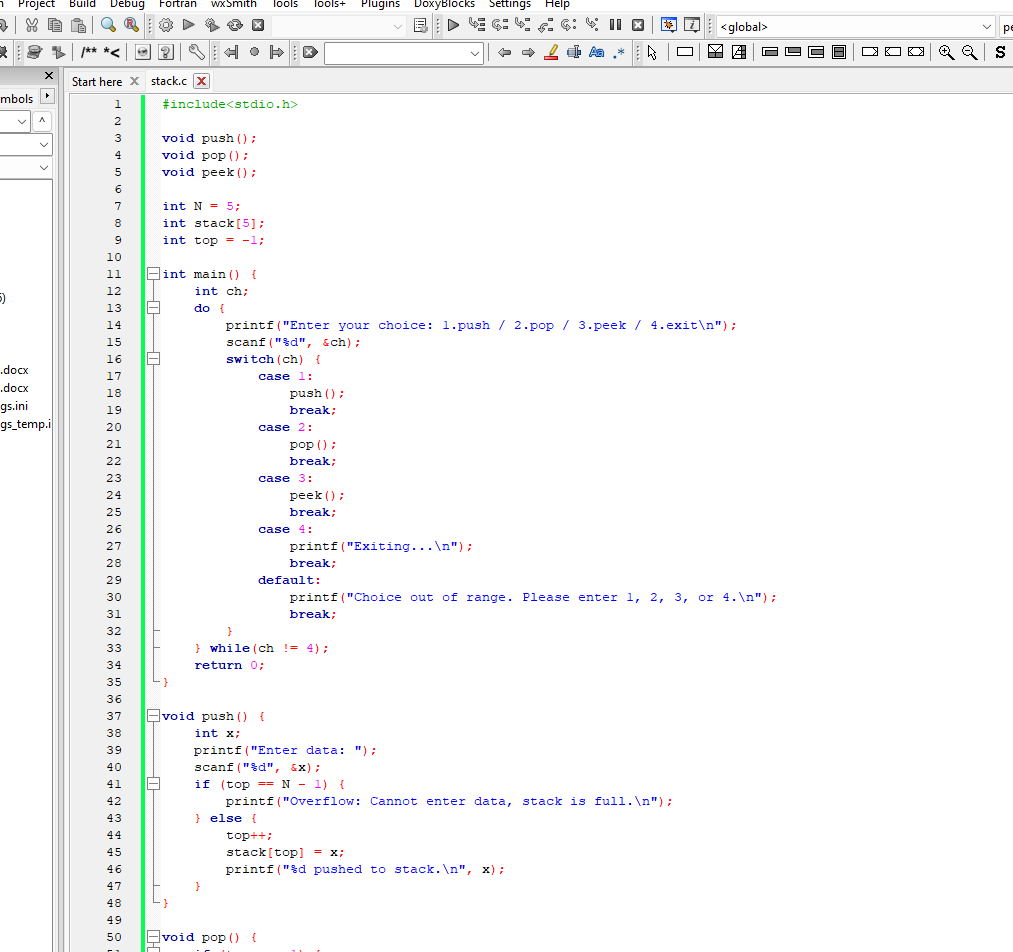 Project Build Debug Fortran wxSmith Tools Tools+ Plugins DoxyBlocks Settings Help
<global>
/** *<
Aa .* S
Start here stack.c
mbols
.docx
.docx
gs.ini
gs_temp.i
1 #include<stdio.h>
2
3 void push();
4 void pop();
5 void peek();
6
7 int N = 5;
8 int stack[5];
9 int top = -1;
10
11 int main() {
12 int ch;
13 do {
14 printf("Enter your choice: 1.push / 2.pop / 3.peek / 4.exit\n");
15 scanf("%d", &ch);
16 switch(ch) {
17 case 1:
18 push();
19 break;
20 case 2:
21 pop();
22 break;
23 case 3:
24 peek();
25 break;
26 case 4:
27 printf("Exiting...\n");
28 break;
29 default:
30 printf("Choice out of range. Please enter 1, 2, 3, or 4.\n");
31 break;
32 }
33 } while(ch != 4);
34 return 0;
35 }
36
37 void push() {
38 int x;
39 printf("Enter data: ");
40 scanf("%d", &x);
41 if (top == N - 1) {
42 printf("Overflow: Cannot enter data, stack is full.\n");
43 } else {
44 top++;
45 stack[top] = x;
46 printf("%d pushed to stack.\n", x);
47 }
48 }
49
50 void pop() {